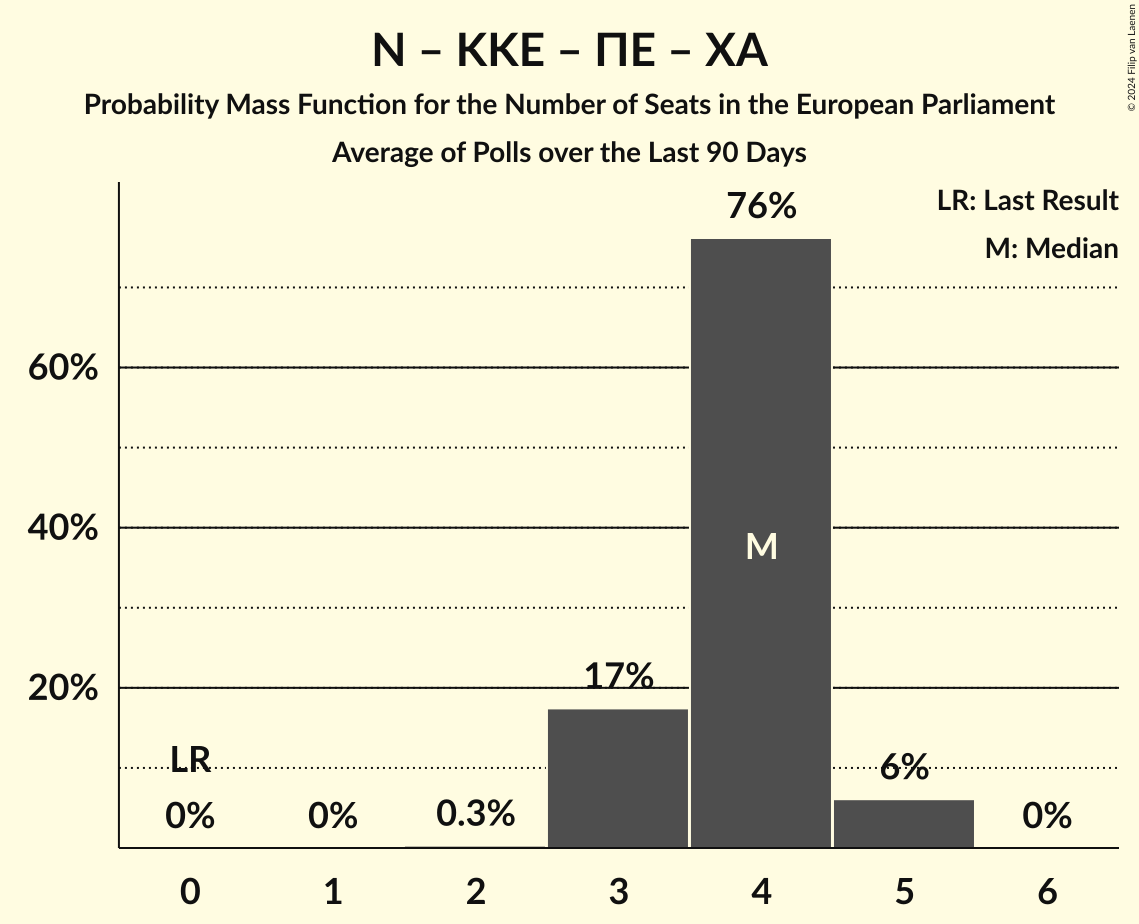 Ν – ΚΚΕ – ΠΕ – ΧΑ
Probability Mass Function for the Number of Seats in the European Parliament
Average of Polls over the Last 90 Days
© 2024 Filip van Laenen
LR: Last Result
M: Median
76%
60%
40%
M
17%
20%
LR
6%
0%
0%
0.3%
0%
0
1
2
3
4
5
6